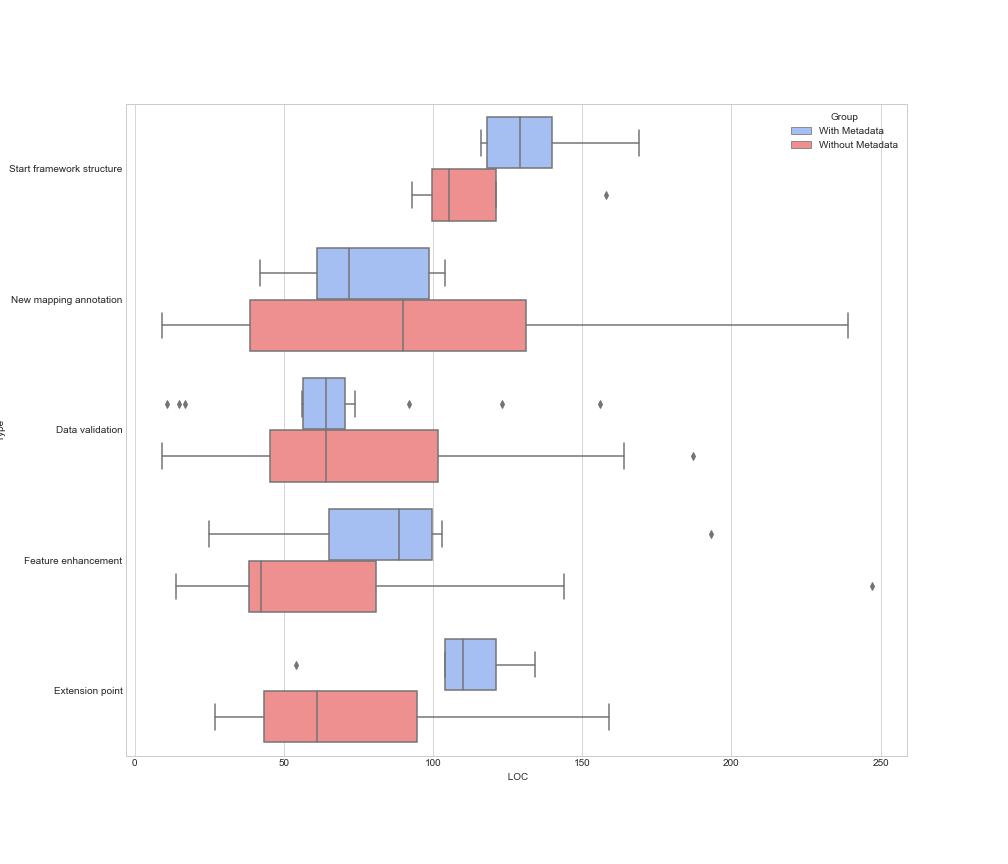 Group
With Metadata
Without Metadata
Start framework structure
New mapping annotation
Data validation
Feature enhancement
Extension point
0 50 100 150 200 250
LOC